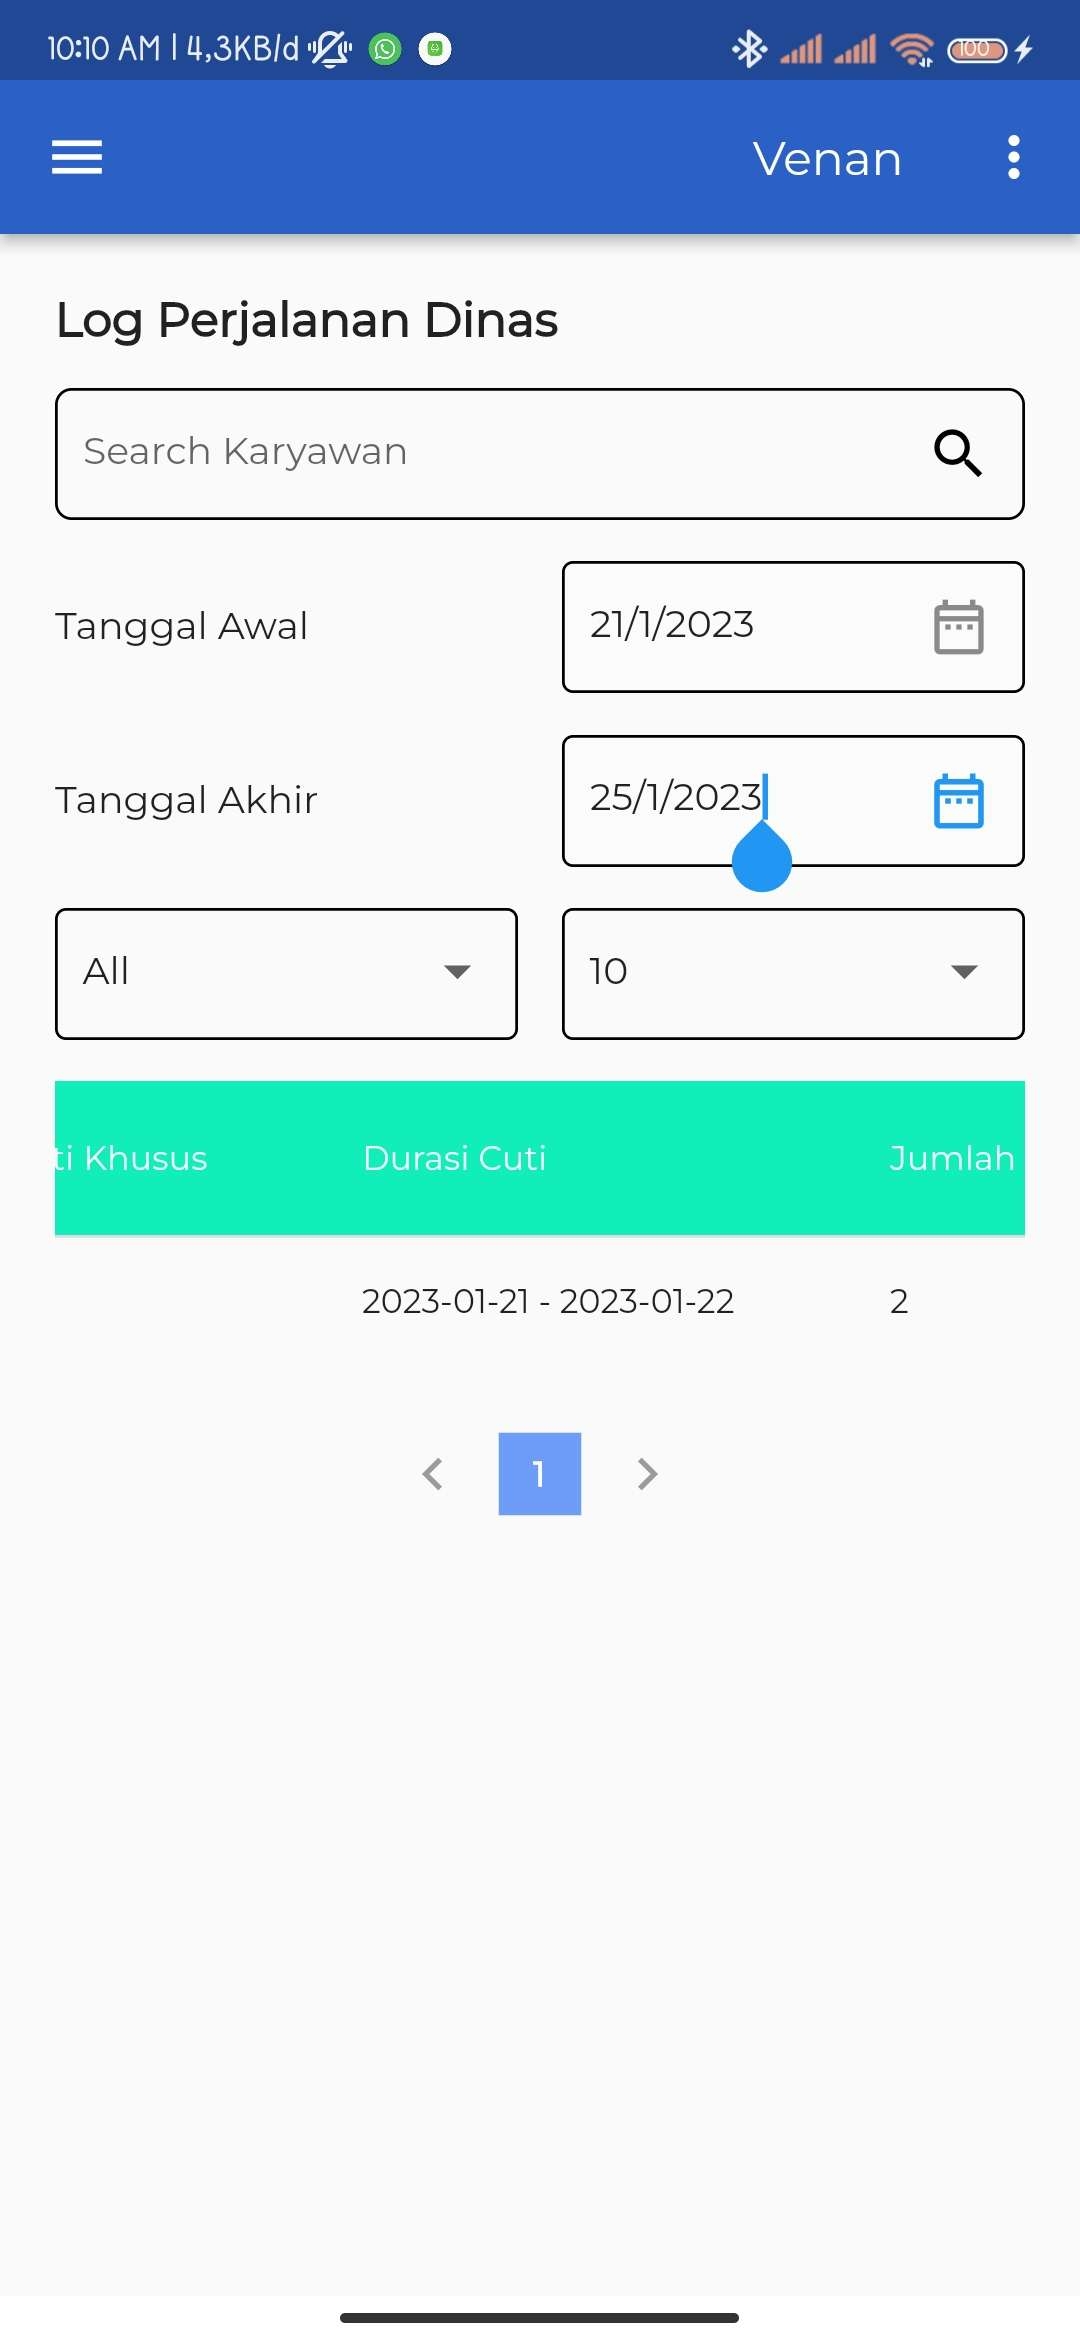 10:10 AM | 4,3KB/d
100
Venan
Log Perjalanan Dinas
Search Karyawan
Tanggal Awal
21/1/2023
Tanggal Akhir
25/1/2023
All
10
ti Khusus
Durasi Cuti
Jumlah
2023-01-21 - 2023-01-22
2
1